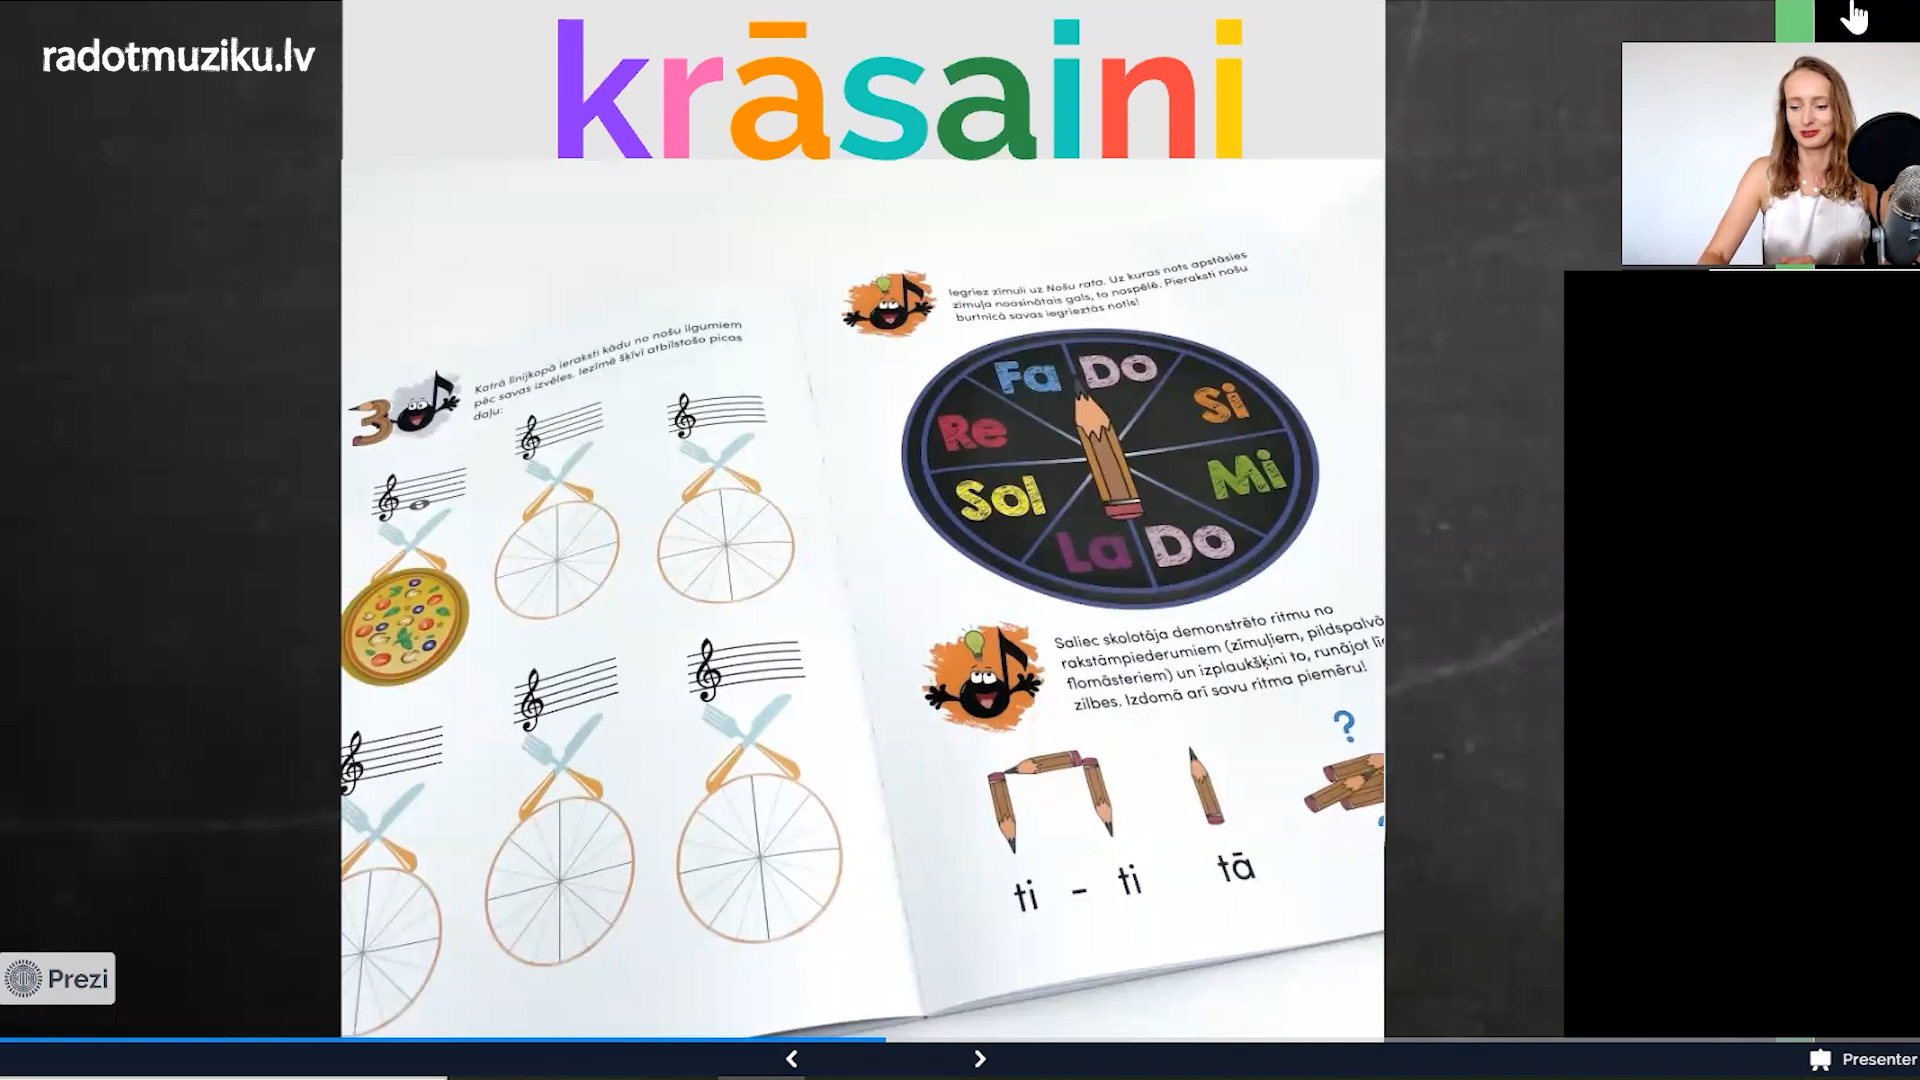 radotmuziku.lv
krāsaini
Katrā līnijkopā ieraksti kādu no nošu ilgumiem
pēc savas izvēles. Iezīmē šķīvī atbilstošo picas
daļu:
3
Iegriez zīmuli uz Nošu rata. Uz kuras nots apstāsies
zīmuļa noasinātais gals, to nospēlē. Pieraksti nošu
burtnīcā savas iegrieztās notis!
Fa Do
Re Si
Sol Mi
La Do
Saliec skolotāja demonstrēto ritmu no
rakstāmpiederumiem (zīmuļiem, pildspalvā
flomāsteriem) un izplaukšķini to, runājot
zilbes. Izdomā arī savu ritma piemēru!
?
ti - ti tā
Prezi
Presenter